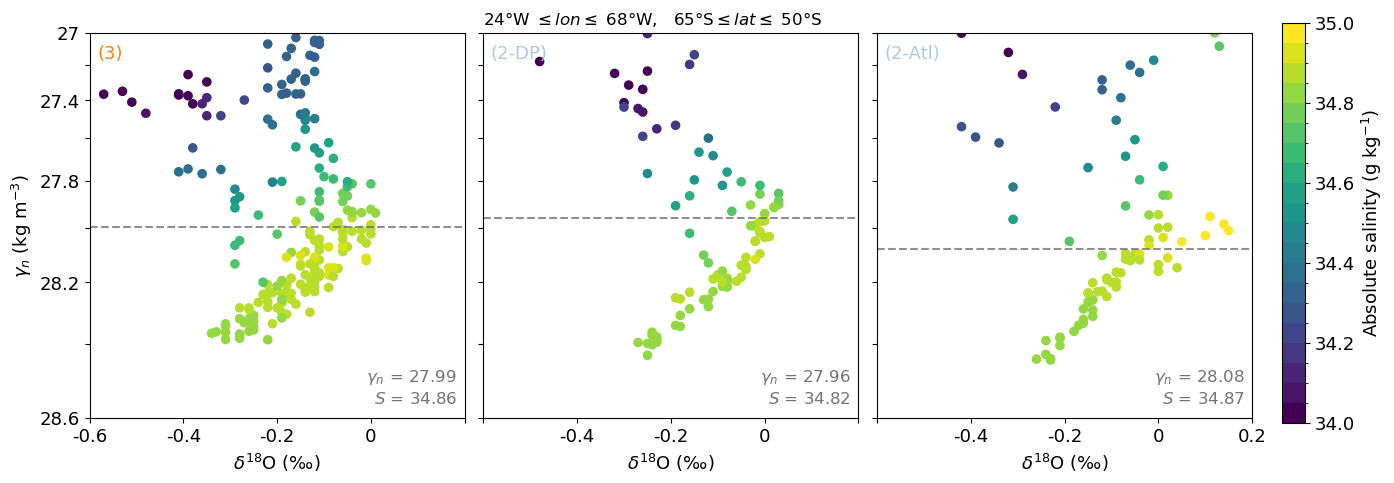 24°W ≤ lon ≤ 68°W, 65°S ≤ lat ≤ 50°S
(3)
(2-DP)
(2-Atl)
27
27.4
27.8
28.2
28.6
γn (kg m⁻³)
γn = 27.99
S = 34.86
γn = 27.96
S = 34.82
γn = 28.08
S = 34.87
-0.6 -0.4 -0.2 0
-0.4 -0.2 0
-0.4 -0.2 0 0.2
δ¹⁸O (‰)
δ¹⁸O (‰)
δ¹⁸O (‰)
35.0
34.8
34.6
34.4
34.2
34.0
Absolute salinity (g kg⁻¹)